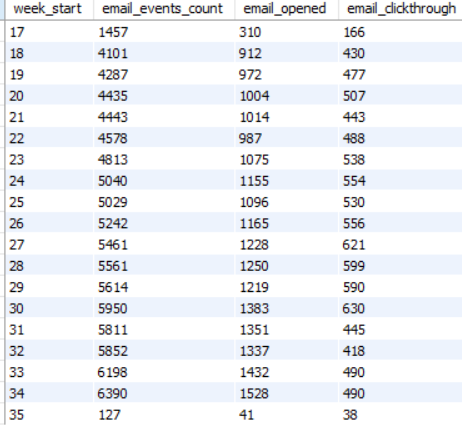 week_start email_events_count email_opened email_clickthrough
17 1457 310 166
18 4101 912 430
19 4287 972 477
20 4435 1004 507
21 4443 1014 443
22 4578 987 488
23 4813 1075 538
24 5040 1155 554
25 5029 1096 530
26 5242 1165 556
27 5461 1228 621
28 5561 1250 599
29 5614 1219 590
30 5950 1383 630
31 5811 1351 445
32 5852 1337 418
33 6198 1432 490
34 6390 1528 490
35 127 41 38